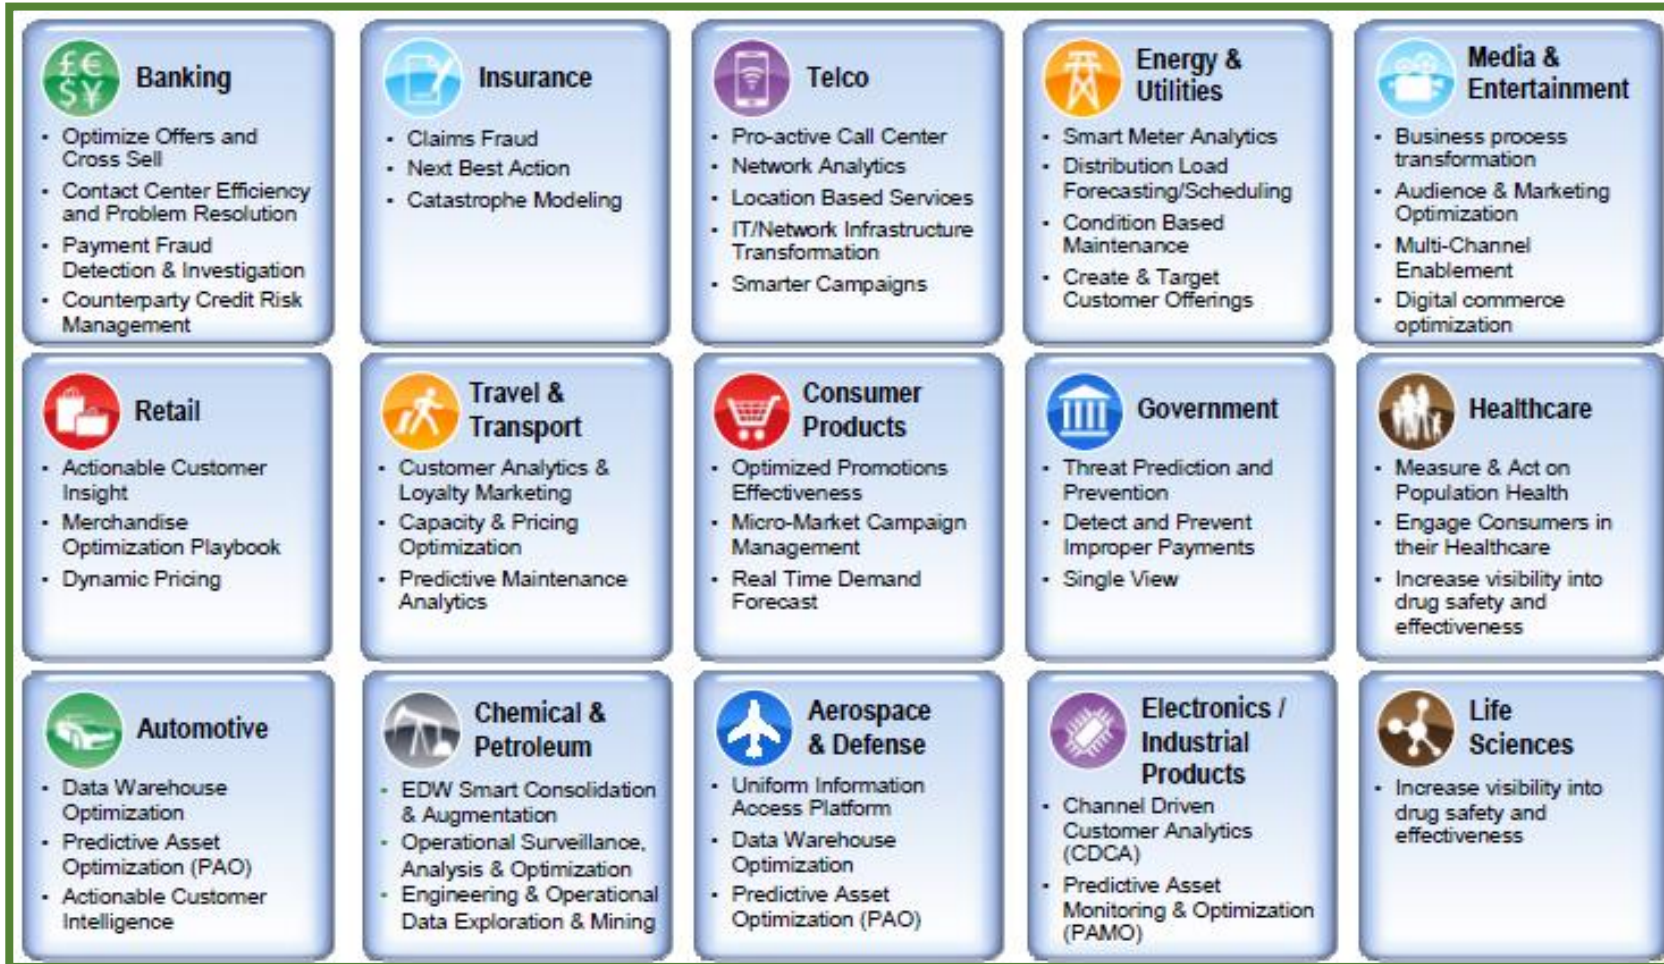 £€
$¥
Banking
• Optimize Offers and
Cross Sell
• Contact Center Efficiency
and Problem Resolution
• Payment Fraud
Detection & Investigation
• Counterparty Credit Risk
Management
Insurance
• Claims Fraud
• Next Best Action
• Catastrophe Modeling
Telco
• Pro-active Call Center
• Network Analytics
• Location Based Services
• IT/Network Infrastructure
Transformation
• Smarter Campaigns
Energy &
Utilities
• Smart Meter Analytics
• Distribution Load
Forecasting/Scheduling
• Condition Based
Maintenance
• Create & Target
Customer Offerings
Media &
Entertainment
• Business process
transformation
• Audience & Marketing
Optimization
• Multi-Channel
Enablement
• Digital commerce
optimization
Retail
• Actionable Customer
Insight
• Merchandise
Optimization Playbook
• Dynamic Pricing
Travel &
Transport
• Customer Analytics &
Loyalty Marketing
• Capacity & Pricing
Optimization
• Predictive Maintenance
Analytics
Consumer
Products
• Optimized Promotions
Effectiveness
• Micro-Market Campaign
Management
• Real Time Demand
Forecast
Government
• Threat Prediction and
Prevention
• Detect and Prevent
Improper Payments
• Single View
Healthcare
• Measure & Act on
Population Health
• Engage Consumers in
their Healthcare
• Increase visibility into
drug safety and
effectiveness
Automotive
• Data Warehouse
Optimization
• Predictive Asset
Optimization (PAO)
• Actionable Customer
Intelligence
Chemical &
Petroleum
• EDW Smart Consolidation
& Augmentation
• Operational Surveillance,
Analysis & Optimization
• Engineering & Operational
Data Exploration & Mining
Aerospace
& Defense
• Uniform Information
Access Platform
• Data Warehouse
Optimization
• Predictive Asset
Optimization (PAO)
Electronics /
Industrial
Products
• Channel Driven
Customer Analytics
(CDCA)
• Predictive Asset
Monitoring & Optimization
(PAMO)
Life
Sciences
• Increase visibility into
drug safety and
effectiveness